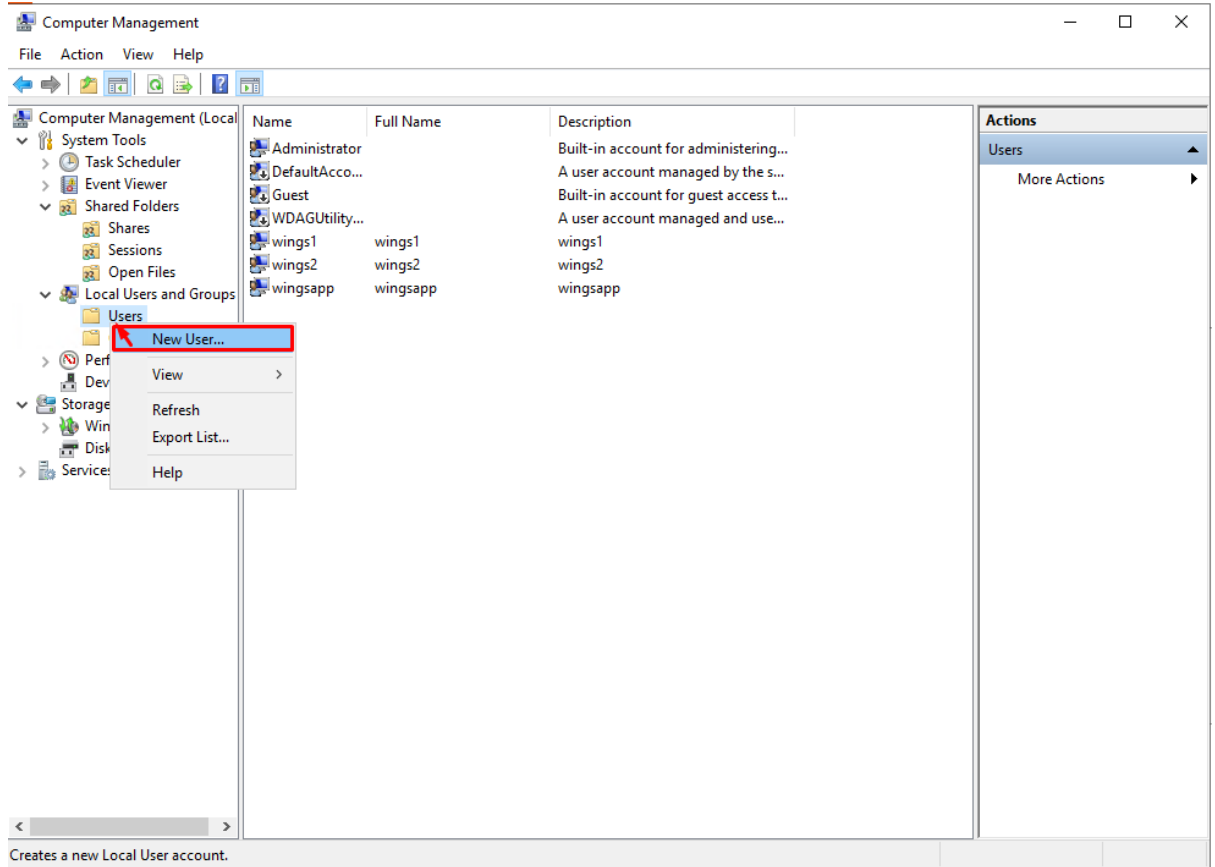 Computer Management
File Action View Help
Computer Management (Local
System Tools
Task Scheduler
Event Viewer
Shared Folders
Shares
Sessions
Open Files
Local Users and Groups
Users
Perf
Dev
Storage
Win
Disk
Services
New User...
View
Refresh
Export List...
Help
Name Full Name Description
Administrator Built-in account for administering...
DefaultAcco... A user account managed by the s...
Guest Built-in account for guest access t...
WDAGUtility... A user account managed and use...
wings1 wings1 wings1
wings2 wings2 wings2
wingsapp wingsapp wingsapp
Actions
Users
More Actions
Creates a new Local User account.